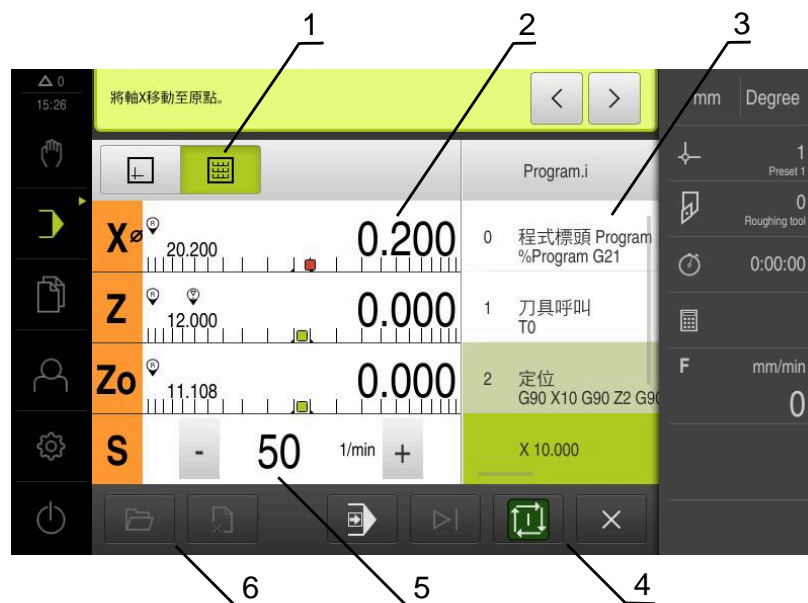 1
2
3
0
15:26
將軸X移動至原點。
mm
Degree
Program.i
1
Preset 1
X⌀
R
20.200
0.200
0
程式標頭 Program
%Program G21
0
Roughing tool
0:00:00
Z
R
12.000
0.000
1
刀具呼叫
T0
Zo
R
11.108
0.000
2
定位
G90 X10 G90 Z2 G90
F
mm/min
0
S
-
50
1/min
+
X 10.000
6
5
4